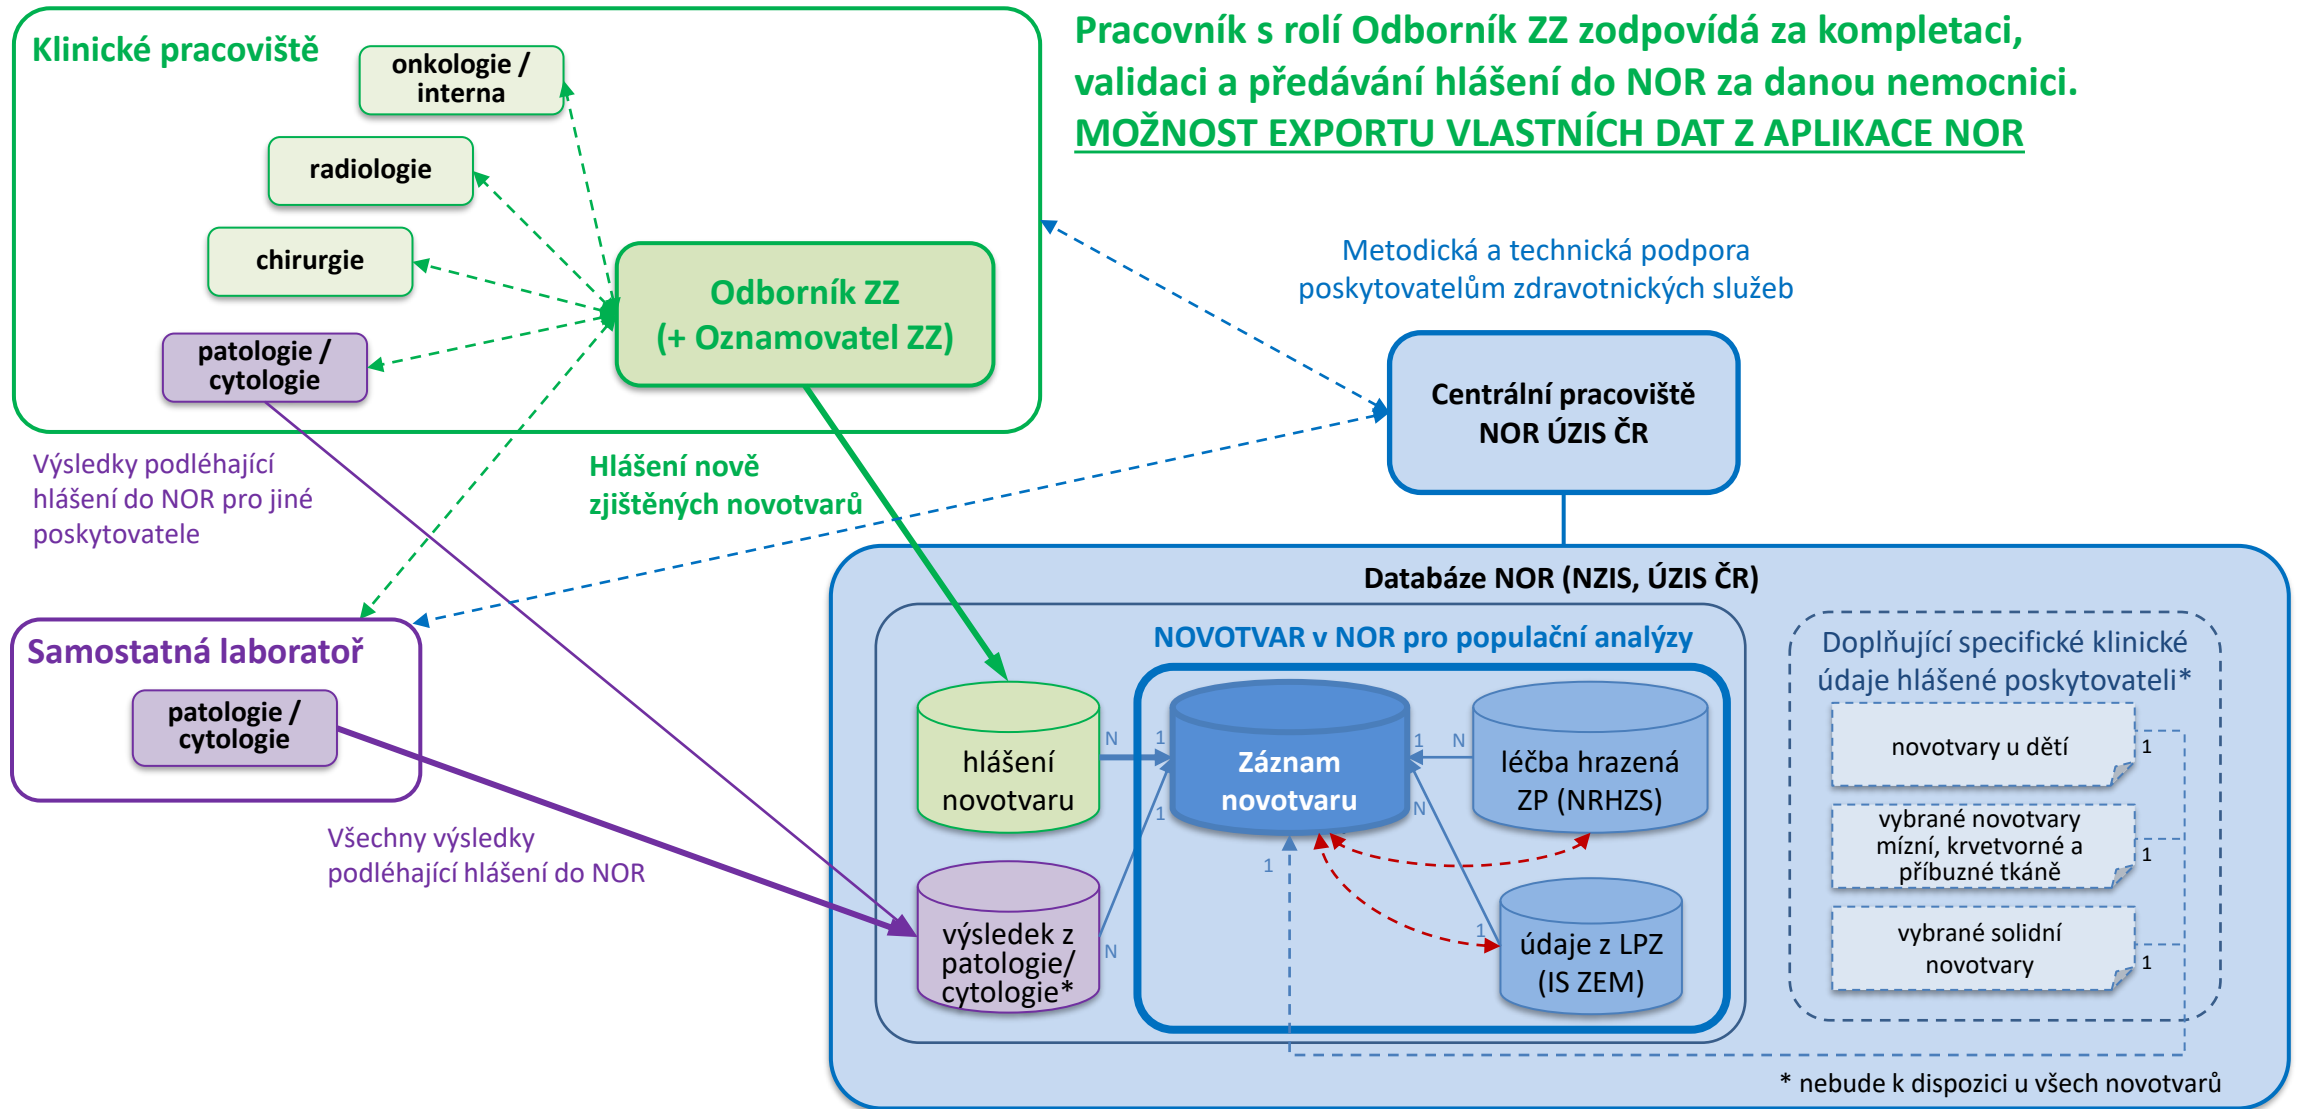 Klinické pracoviště
onkologie /
interna
radiologie
chirurgie
patologie /
cytologie
Odborník ZZ
(+ Oznamovatel ZZ)
Pracovník s rolí Odborník ZZ zodpovídá za kompletaci,
validaci a předávání hlášení do NOR za danou nemocnici.
MOŽNOST EXPORTU VLASTNÍCH DAT Z APLIKACE NOR
Metodická a technická podpora
poskytovatelům zdravotnických služeb
Centrální pracoviště
NOR ÚZIS ČR
Výsledky podléhající
hlášení do NOR pro jiné
poskytovatele
Hlášení nově
zjištěných novotvarů
Samostatná laboratoř
patologie /
cytologie
Všechny výsledky
podléhající hlášení do NOR
Databáze NOR (NZIS, ÚZIS ČR)
NOVOTVAR v NOR pro populační analýzy
hlášení
novotvaru
N
1
Záznam
novotvaru
1
N
léčba hrazená
ZP (NRHZS)
1
N
1
výsledek z
patologie/
cytologie*
N
1
údaje z LPZ
(IS ZEM)
Doplňující specifické klinické
údaje hlášené poskytovateli*
novotvary u dětí
1
vybrané novotvary
mízní, krvetvorné a
příbuzné tkáně
1
vybrané solidní
novotvary
1
* nebude k dispozici u všech novotvarů